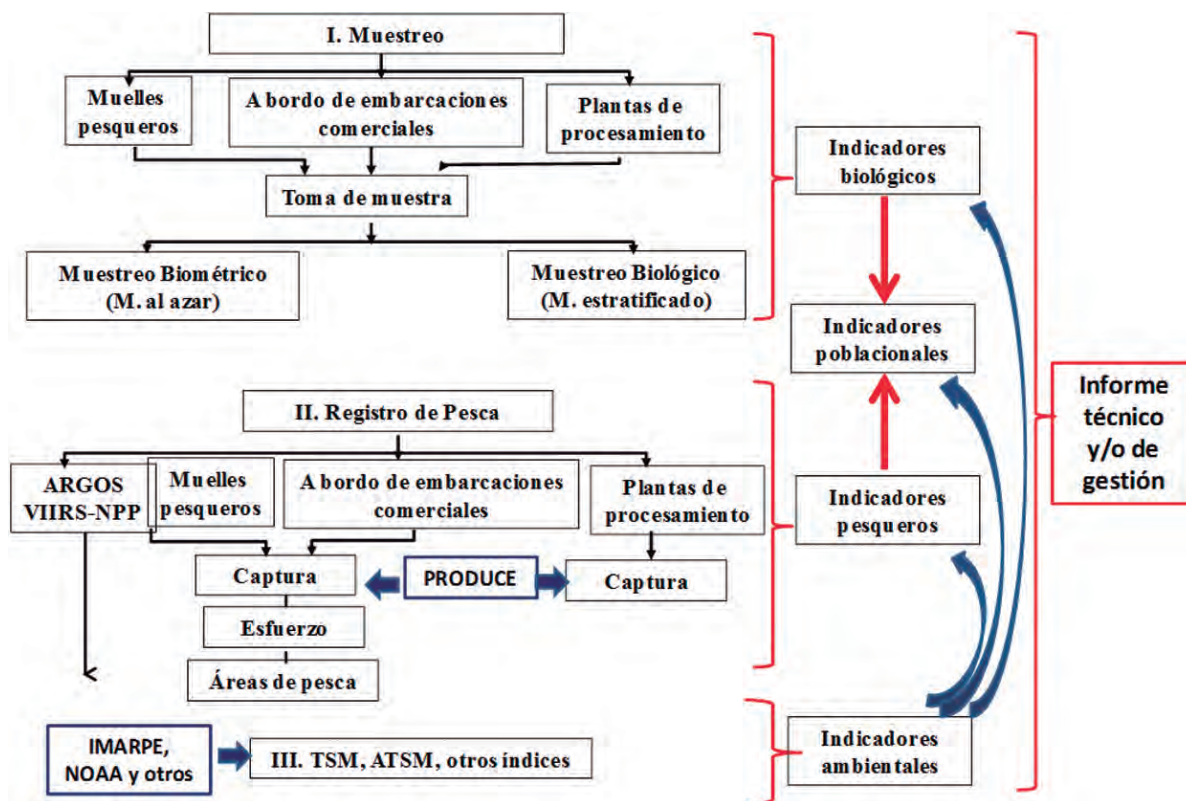 I. Muestreo
Muelles
pesqueros
A bordo de embarcaciones
comerciales
Plantas de
procesamiento
Toma de muestra
Muestreo Biométrico
(M. al azar)
Muestreo Biológico
(M. estratificado)
Indicadores
biológicos
Indicadores
poblacionales
II. Registro de Pesca
ARGOS
VIIRS-NPP
Muelles
pesqueros
A bordo de embarcaciones
comerciales
Plantas de
procesamiento
Indicadores
pesqueros
Captura
PRODUCE
Captura
Esfuerzo
Áreas de pesca
IMARPE,
NOAA y otros
III. TSM, ATSM, otros índices
Indicadores
ambientales
Informe
técnico
y/o de
gestión